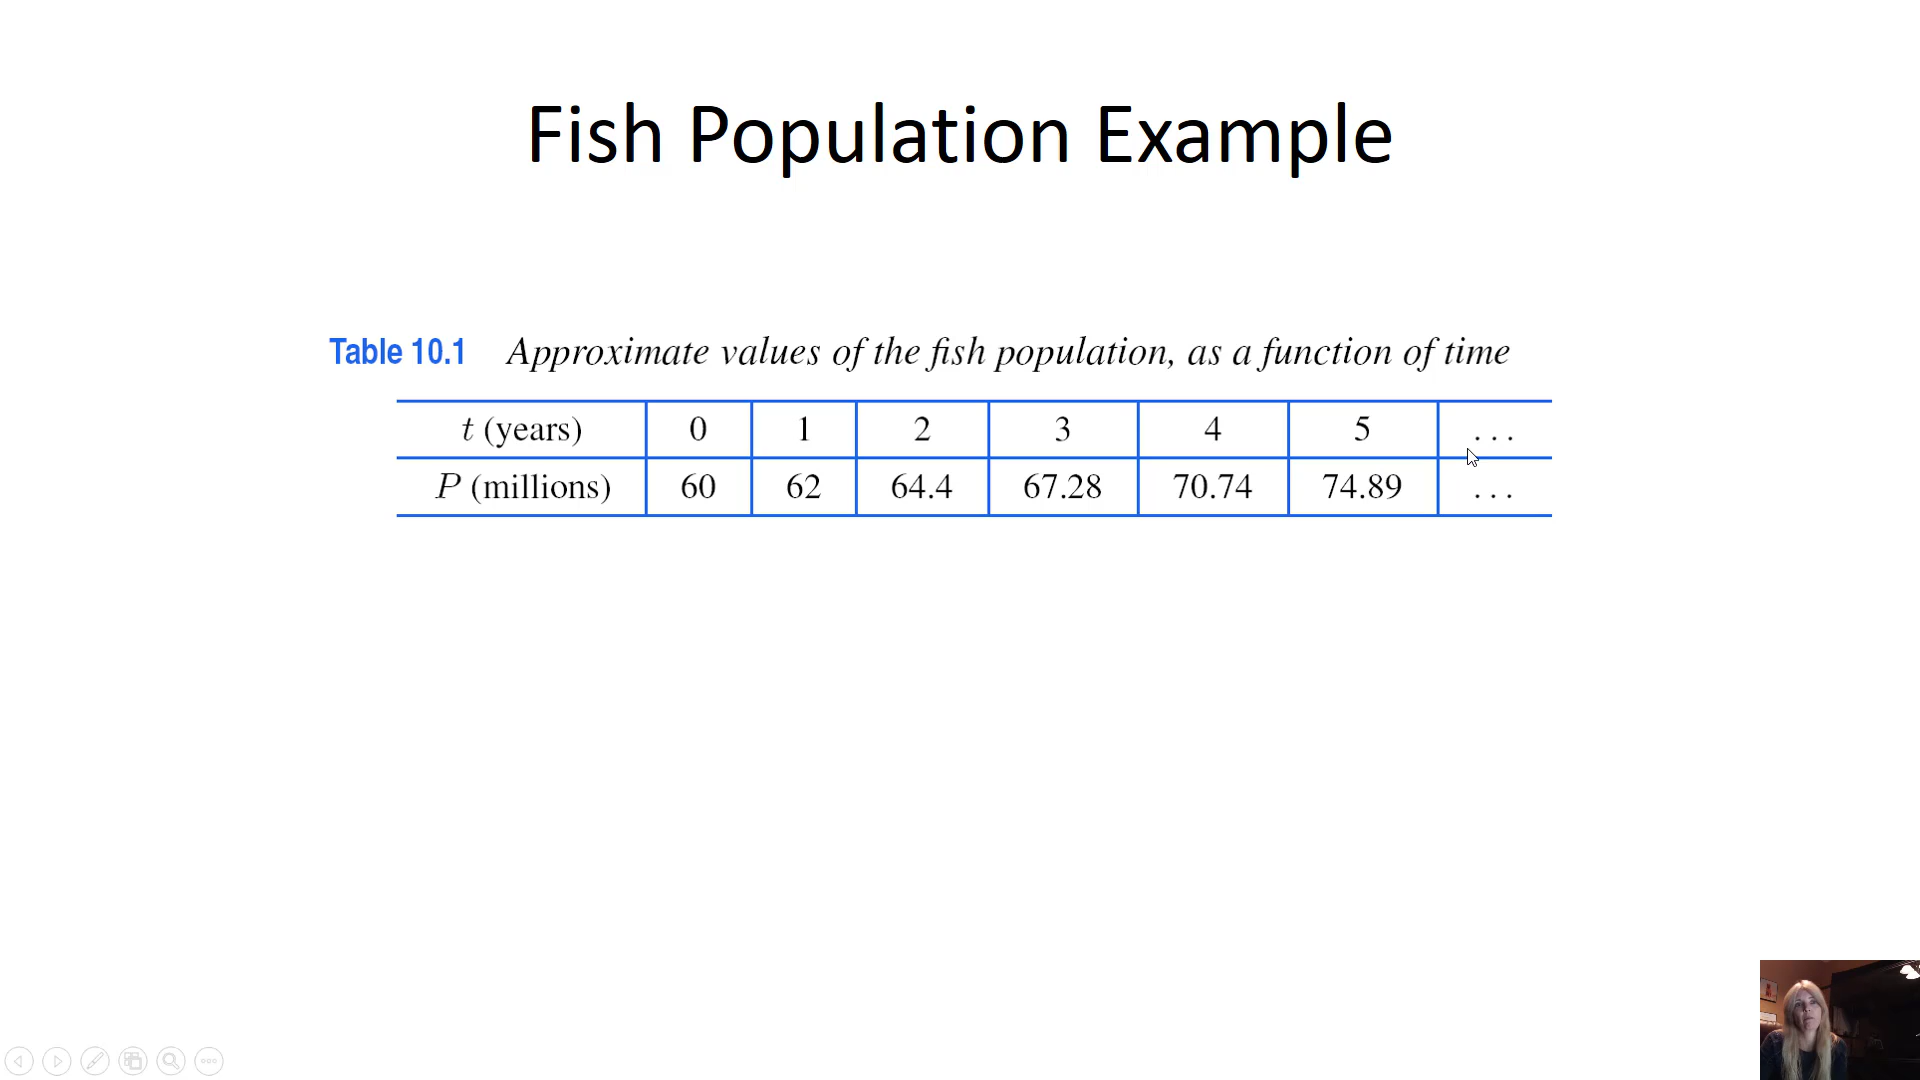 Fish Population Example
Table 10.1 Approximate values of the fish population, as a function of time
t (years) 0 1 2 3 4 5 ...
P (millions) 60 62 64.4 67.28 70.74 74.89 ...